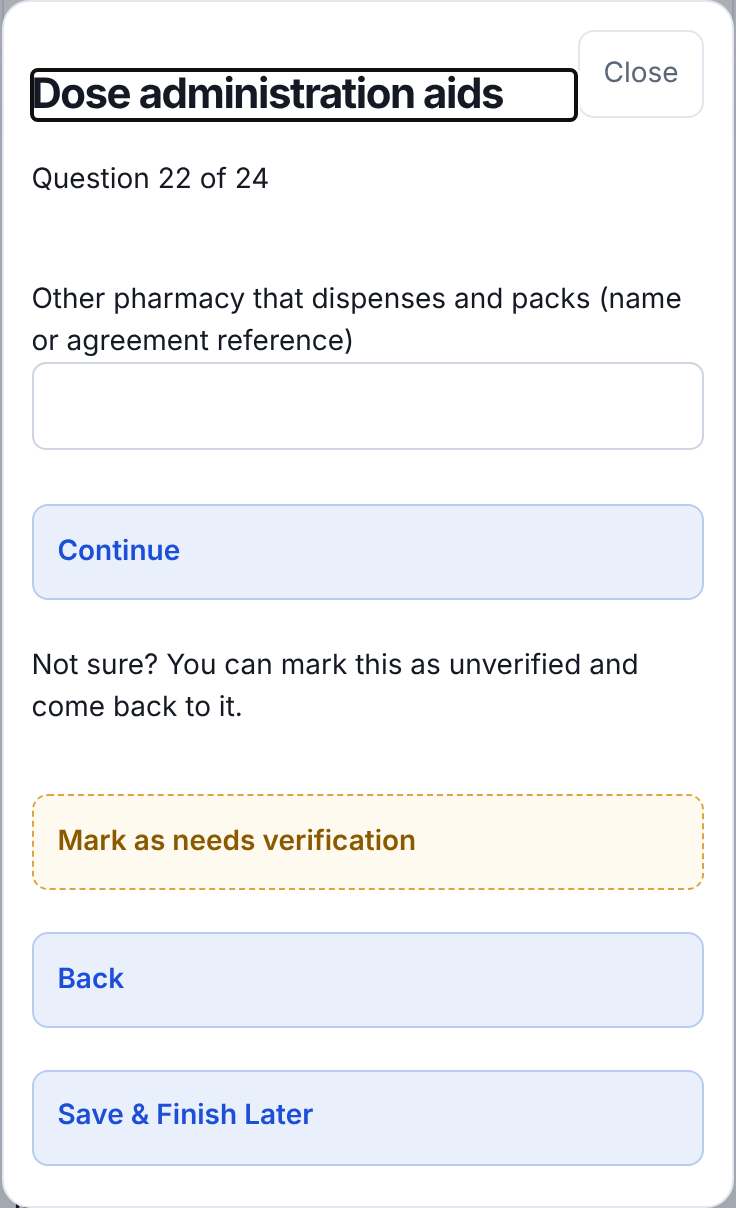 Dose administration aids
Close
Question 22 of 24
Other pharmacy that dispenses and packs (name
or agreement reference)
Continue
Not sure? You can mark this as unverified and
come back to it.
Mark as needs verification
Back
Save & Finish Later